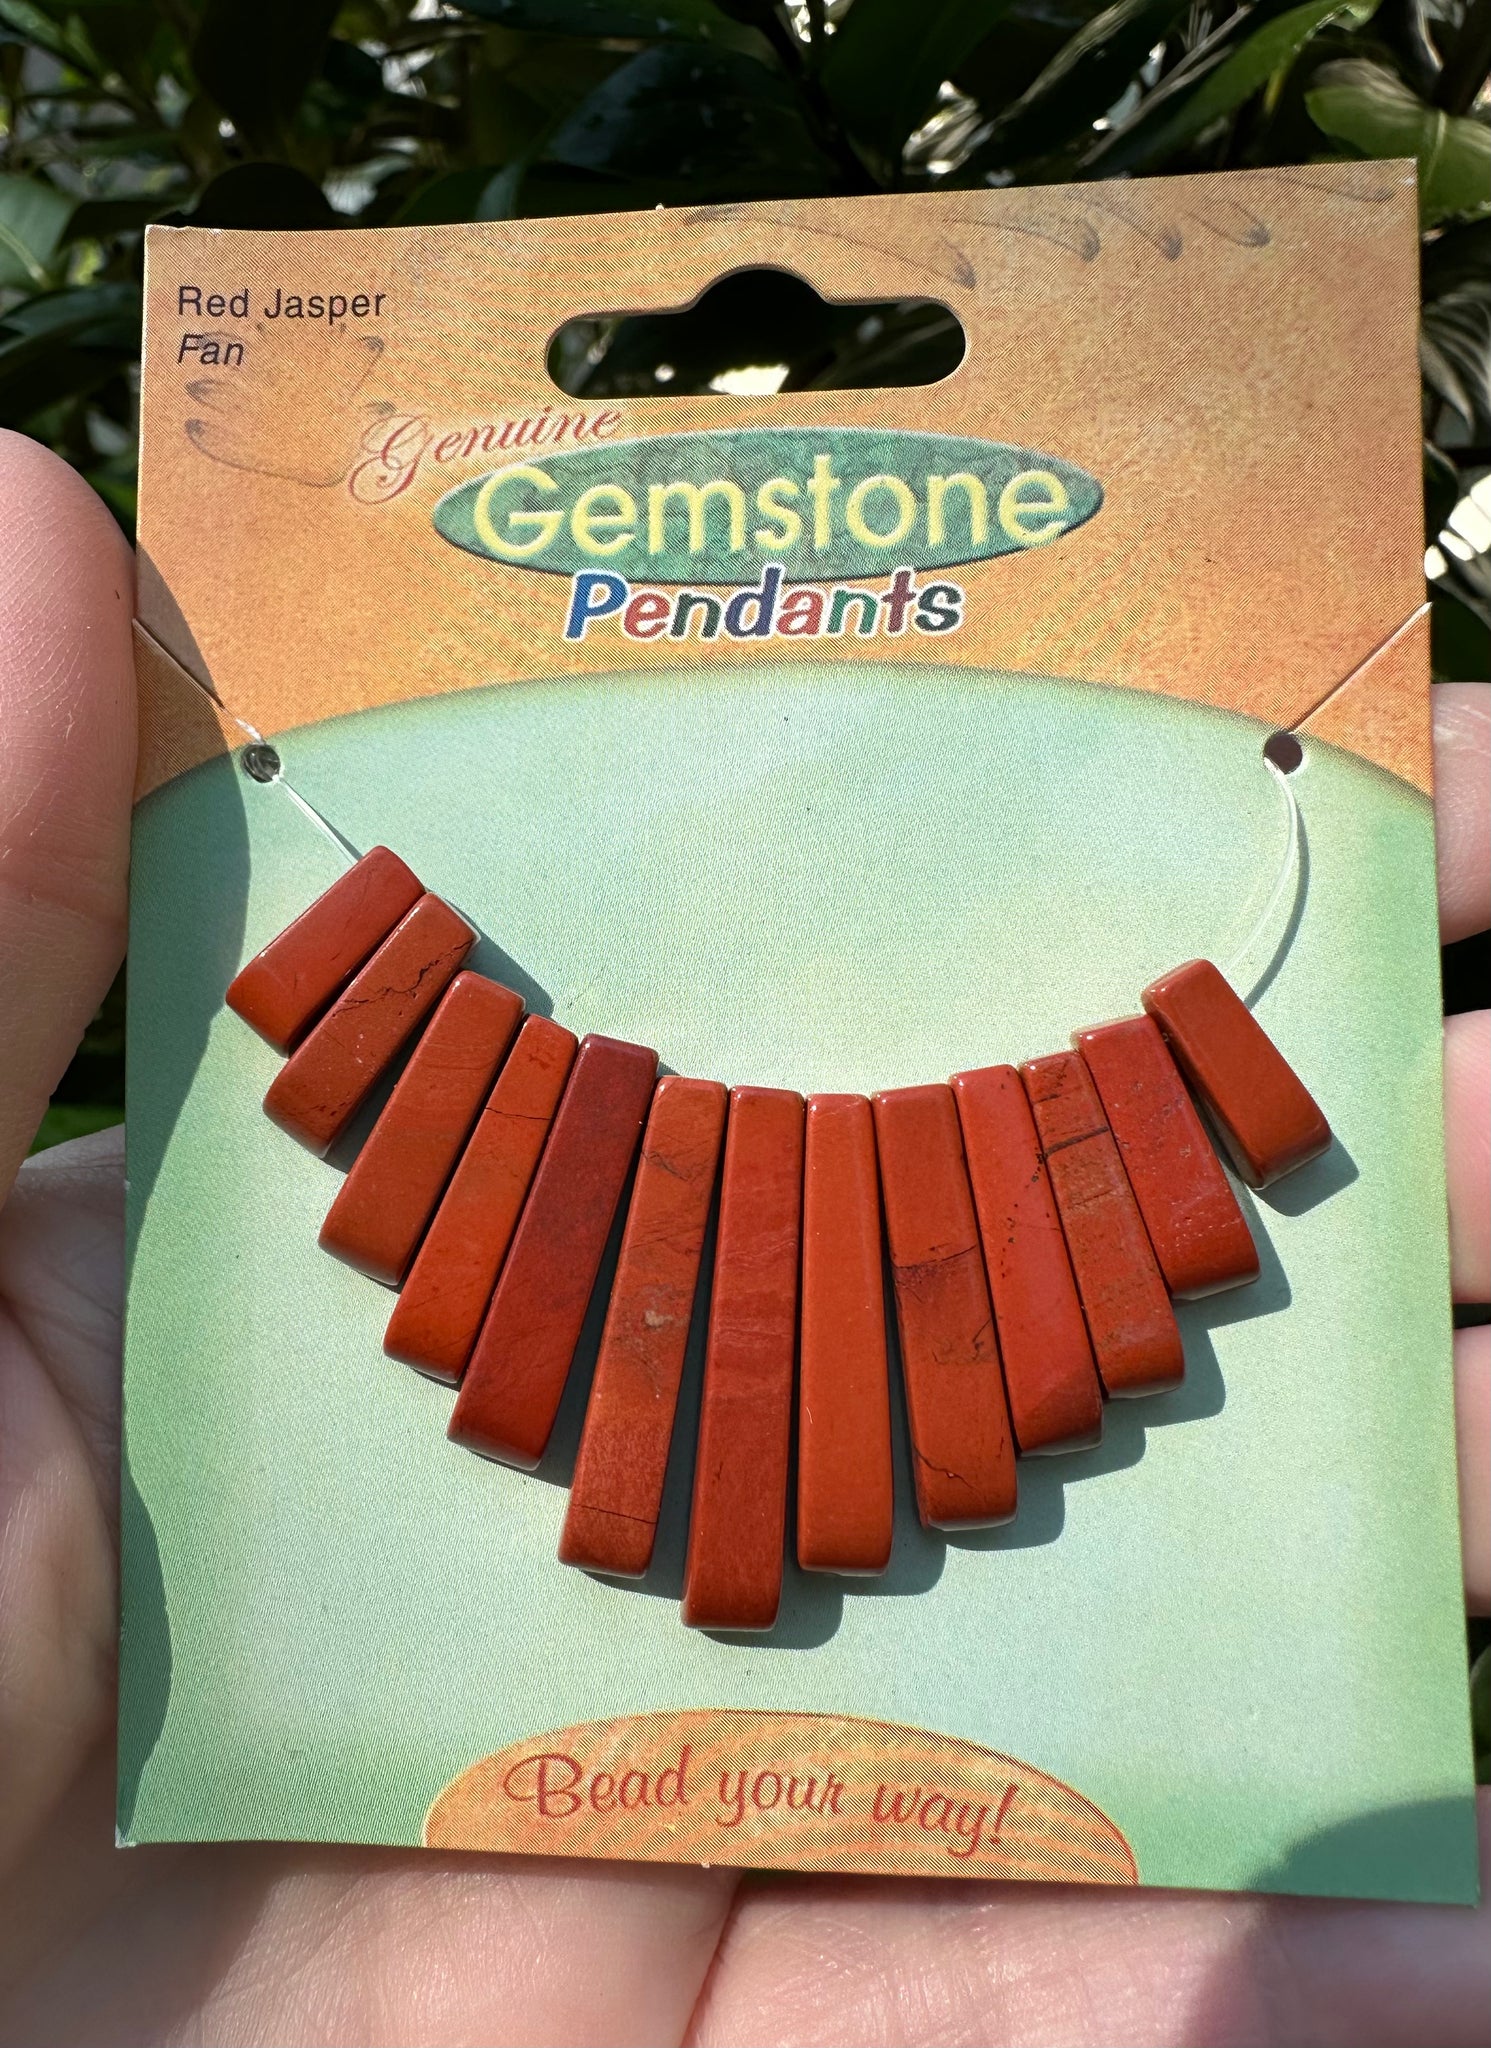 Red Jasper
Fan
Genuine
Gemstone
Pendants
Bead your way!